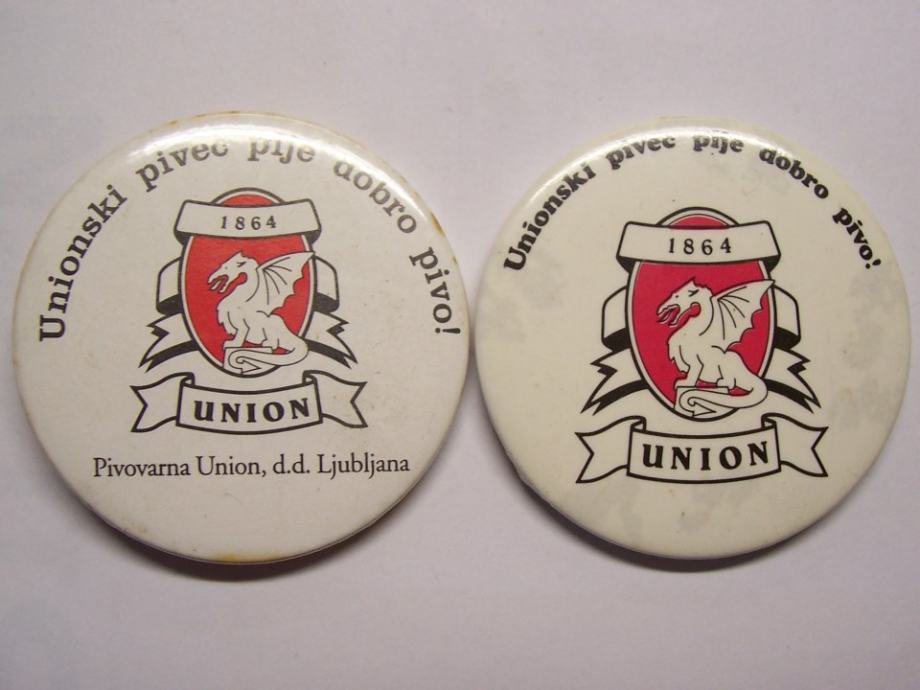 Unionski pivec pije dobro pivo!
1864
UNION
Pivovarna Union, d.d. Ljubljana
Unionski pivec pije dobro pivo!
1864
UNION